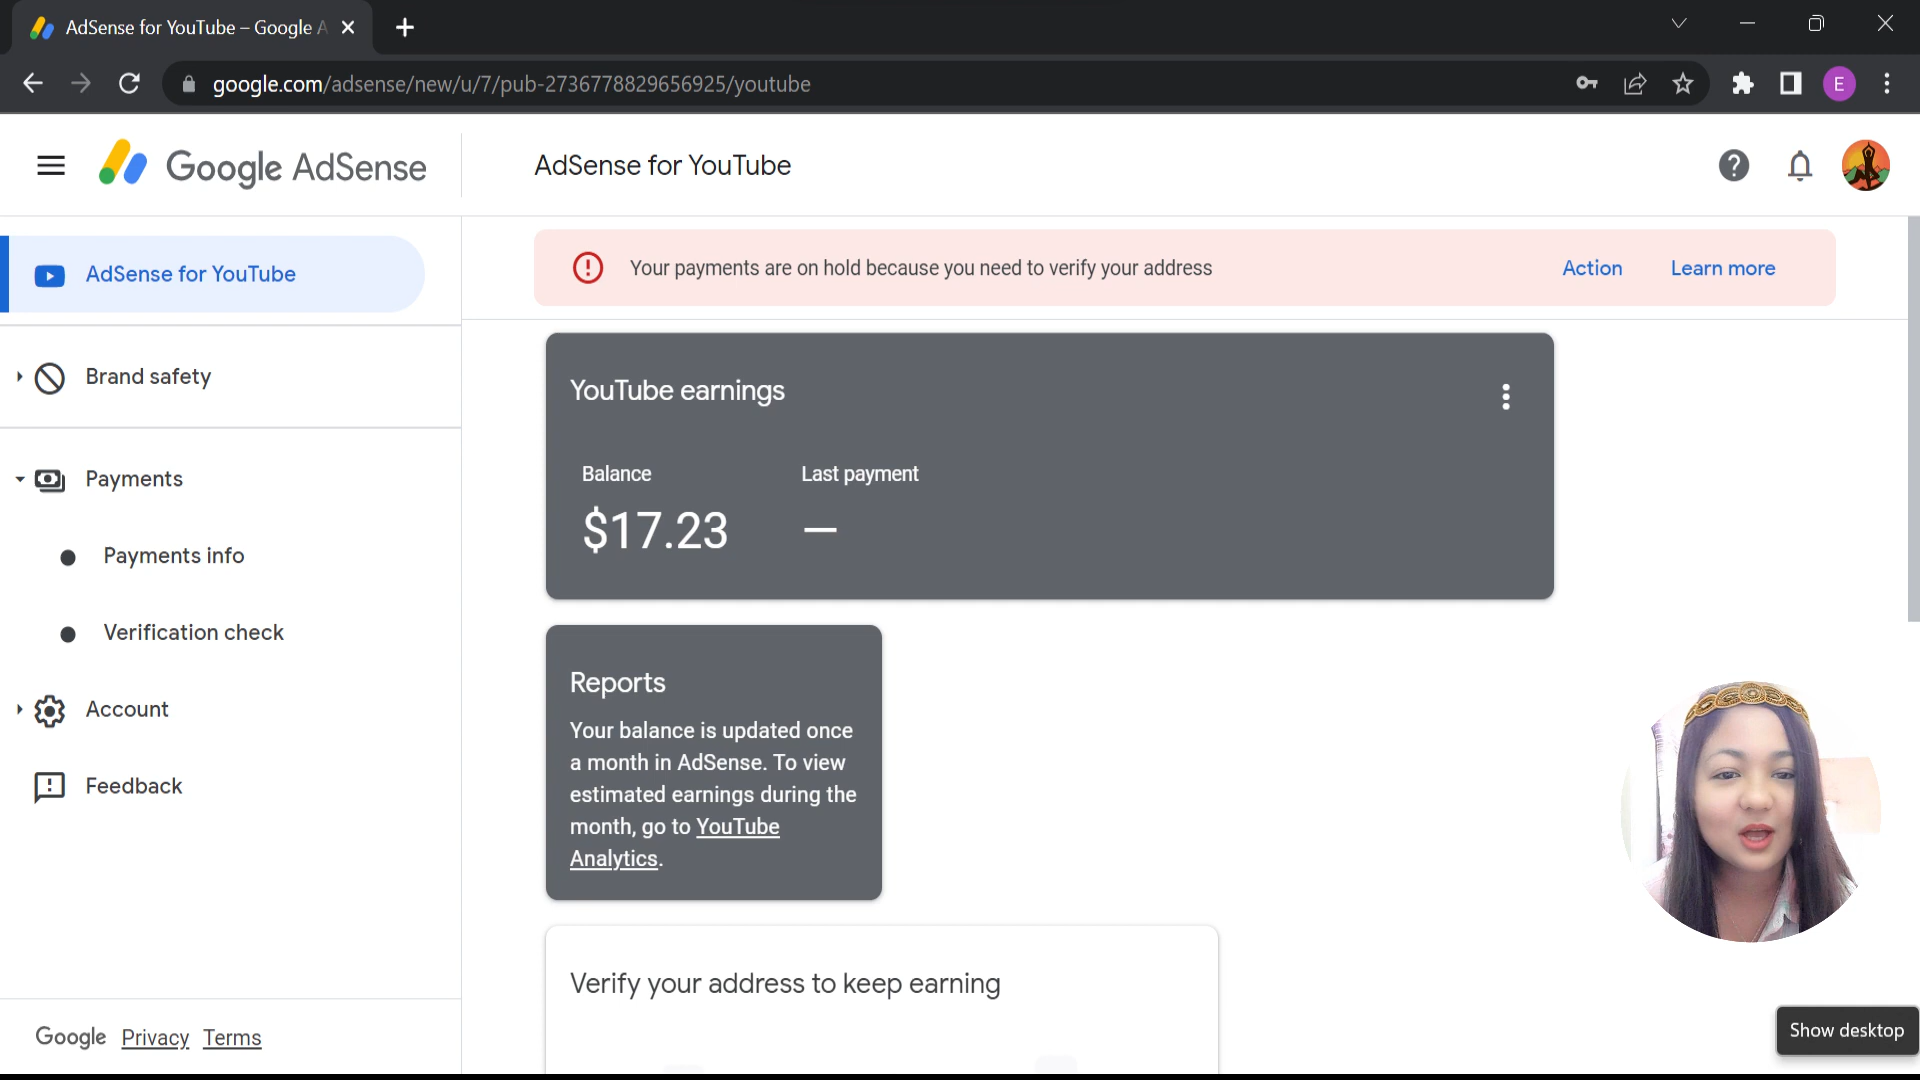 AdSense for YouTube – Google A
google.com/adsense/new/u/7/pub-2736778829656925/youtube
E
Google AdSense
AdSense for YouTube
AdSense for YouTube
Your payments are on hold because you need to verify your address
Action
Learn more
Brand safety
Payments
Payments info
Verification check
Account
Feedback
YouTube earnings
Balance
Last payment
$17.23
—
Reports
Your balance is updated once
a month in AdSense. To view
estimated earnings during the
month, go to YouTube
Analytics.
Verify your address to keep earning
Google Privacy Terms
Show desktop